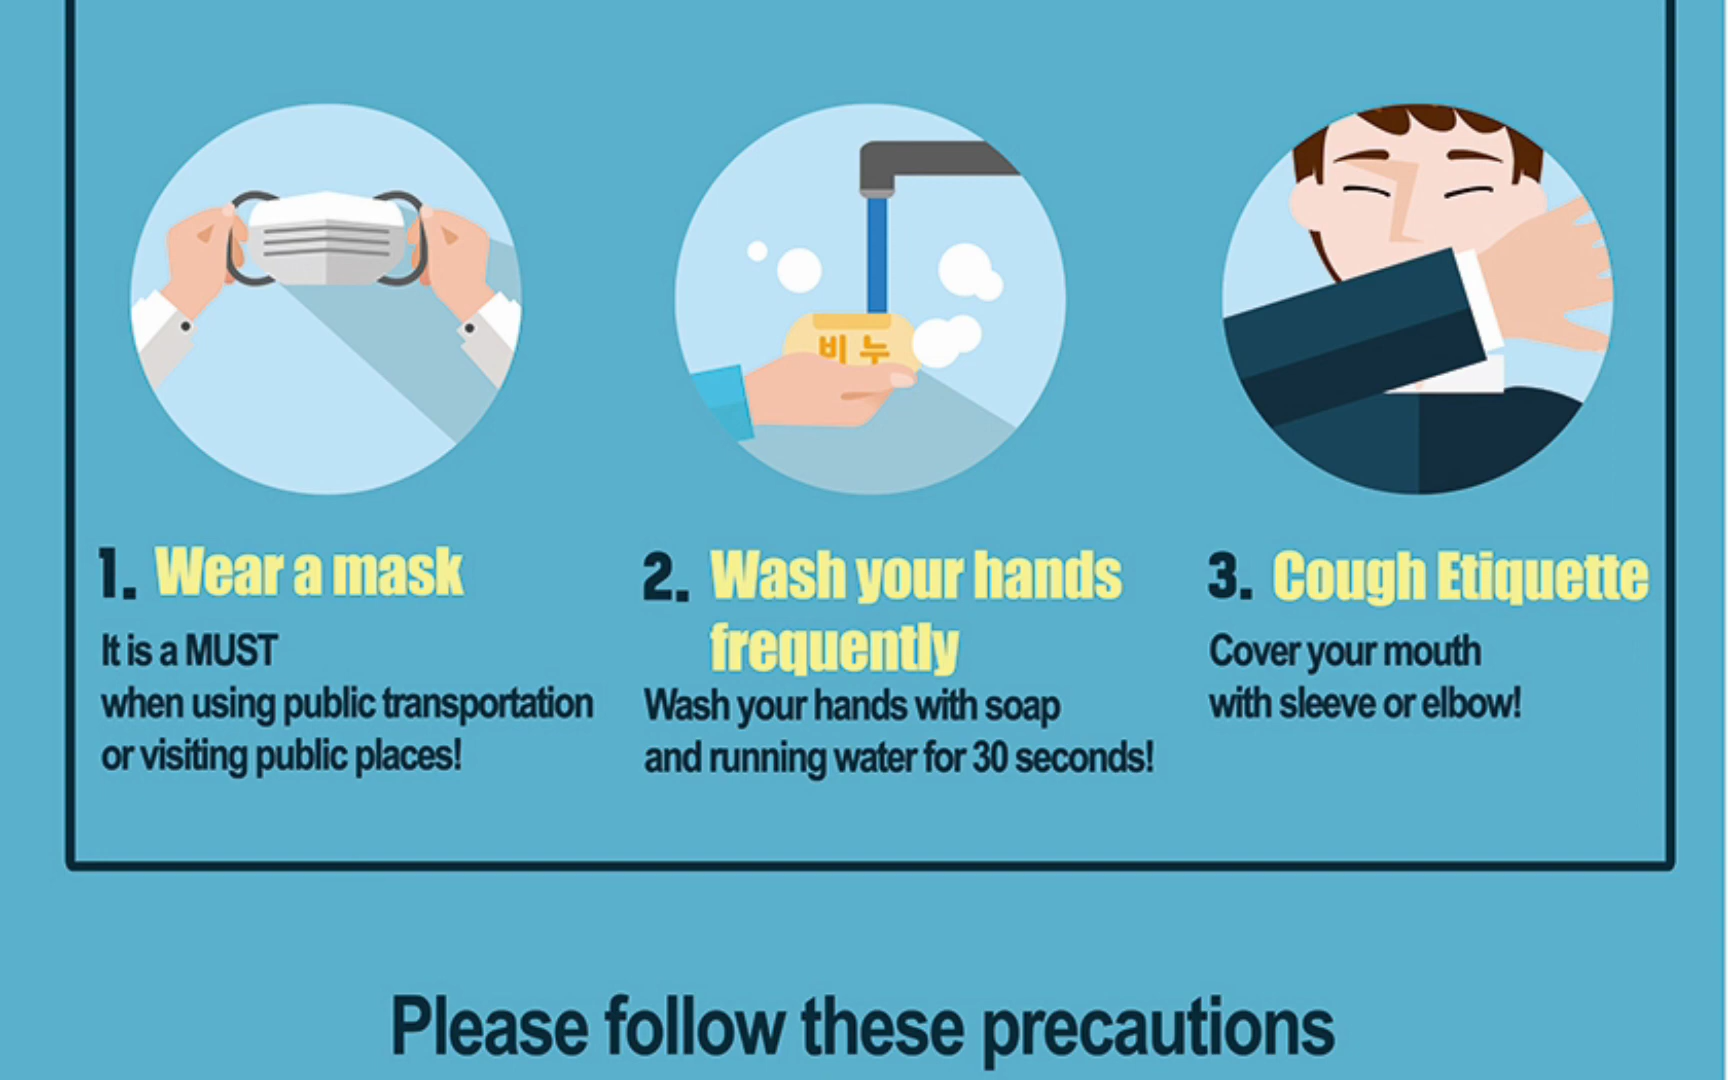 비 누
1. Wear a mask
It is a MUST
when using public transportation
or visiting public places!
2. Wash your hands
frequently
Wash your hands with soap
and running water for 30 seconds!
3. Cough Etiquette
Cover your mouth
with sleeve or elbow!
Please follow these precautions